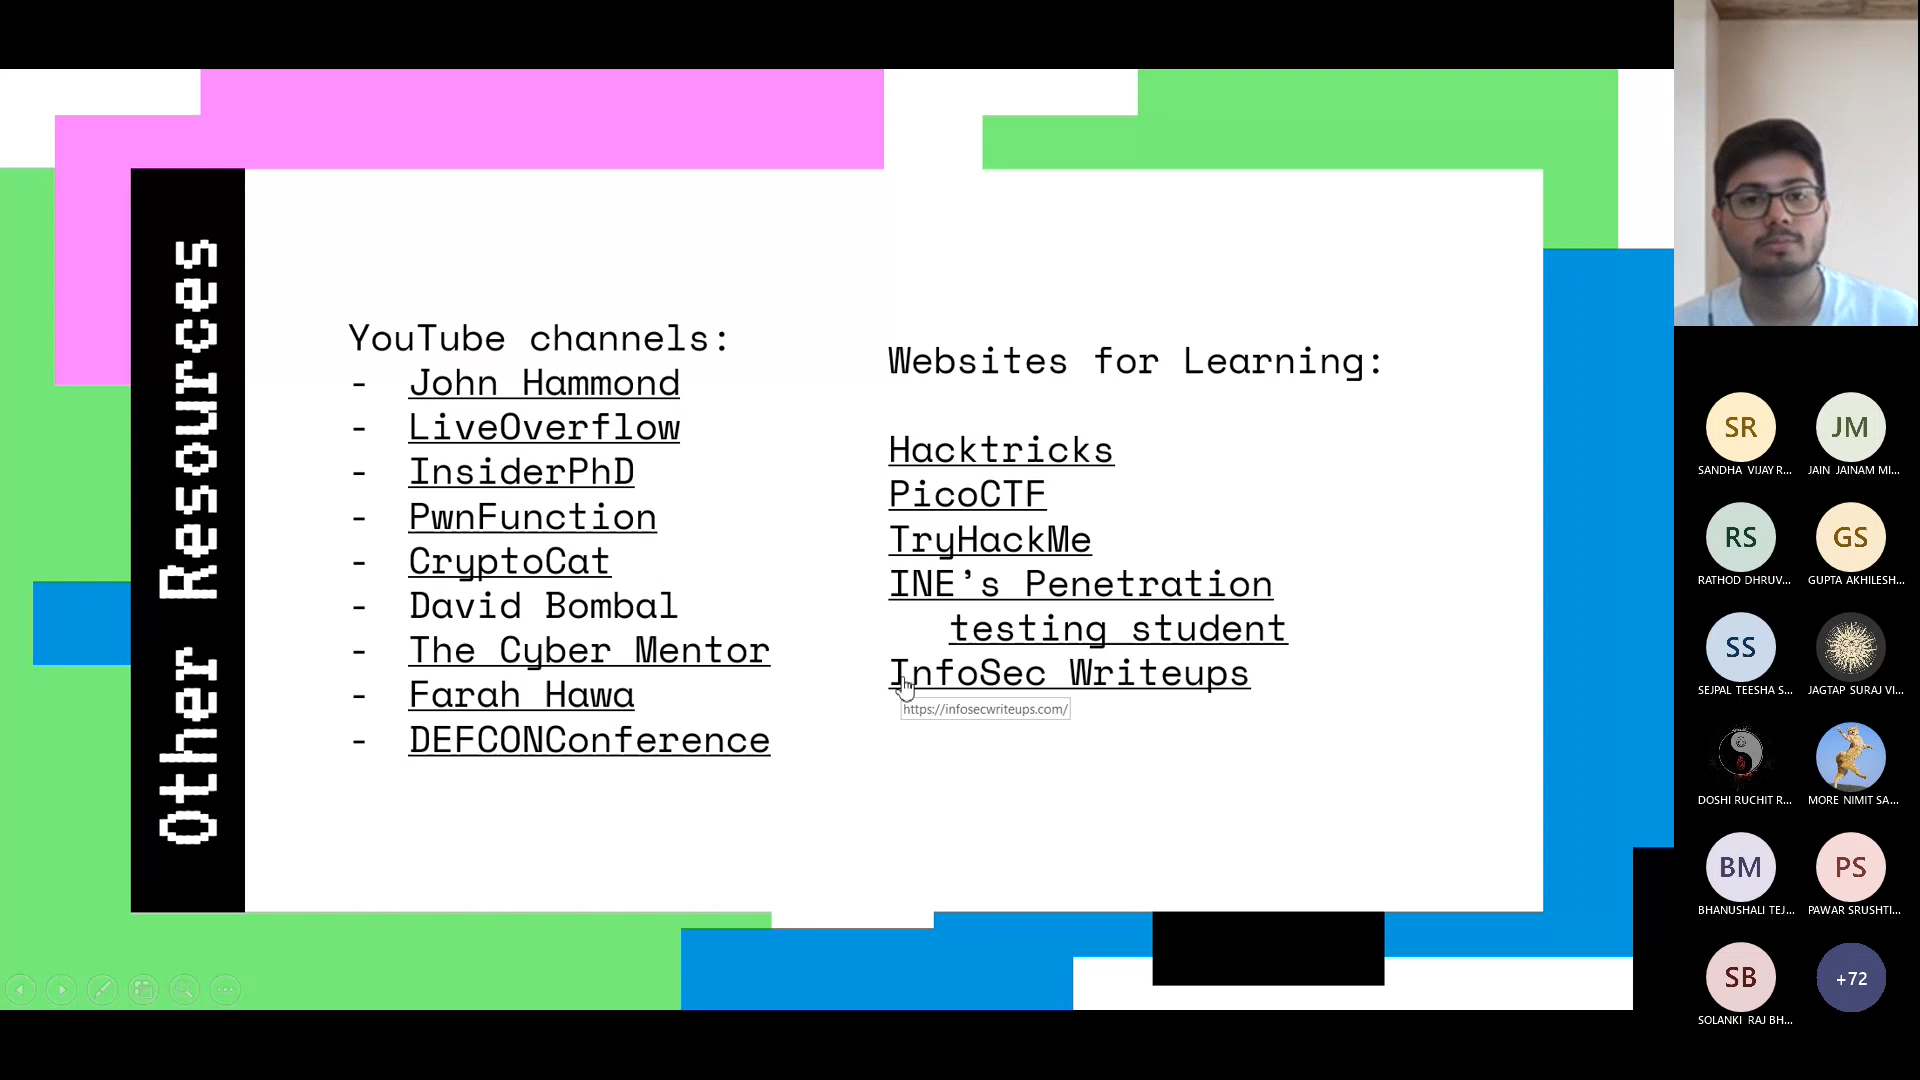 Other Resources
YouTube channels:
- John Hammond
- LiveOverflow
- InsiderPhD
- PwnFunction
- CryptoCat
- David Bombal
- The Cyber Mentor
- Farah Hawa
- DEFCONConference
Websites for Learning:
Hacktricks
PicoCTF
TryHackMe
INE's Penetration
testing student
InfoSec Writeups
https://infosecwriteups.com/
SR
SANDHA VIJAY R...
JM
JAIN JAINAM MI...
RS
RATHOD DHRUV...
GS
GUPTA AKHILESH...
SS
SEJPAL TEESHA S...
JAGTAP SURAJ VI...
DOSHI RUCHIT R...
MORE NIMIT SA...
BM
BHANUSHALI TEJ...
PS
PAWAR SRUSHTI...
SB
SOLANKI RAJ BH...
+72